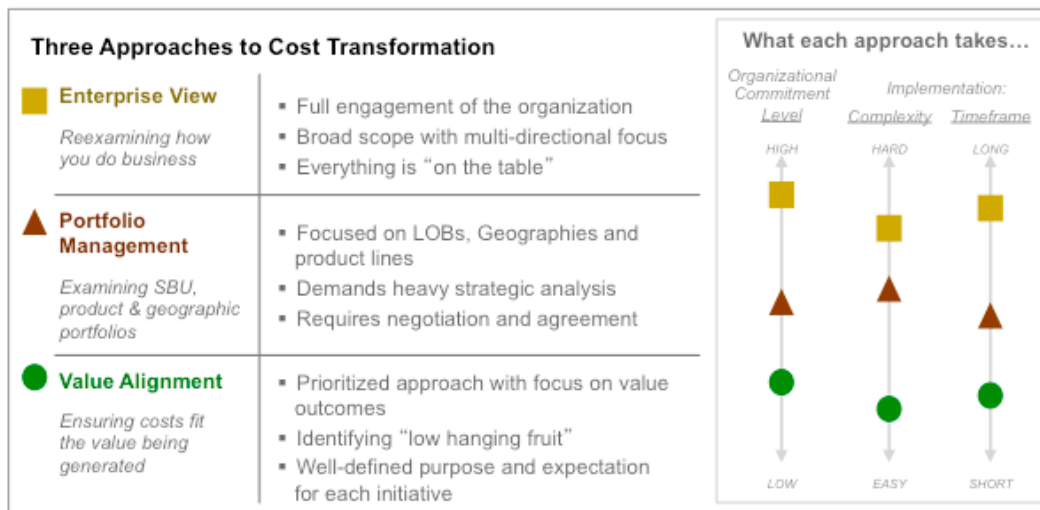 Three Approaches to Cost Transformation
Enterprise View
Reexamining how
you do business
▪ Full engagement of the organization
▪ Broad scope with multi-directional focus
▪ Everything is “on the table”
Portfolio
Management
Examining SBU,
product & geographic
portfolios
▪ Focused on LOBs, Geographies and
product lines
▪ Demands heavy strategic analysis
▪ Requires negotiation and agreement
Value Alignment
Ensuring costs fit
the value being
generated
▪ Prioritized approach with focus on value
outcomes
▪ Identifying “low hanging fruit”
▪ Well-defined purpose and expectation
for each initiative
What each approach takes…
Organizational
Commitment
Level
Implementation:
Complexity
Timeframe
HIGH
HARD
LONG
LOW
EASY
SHORT